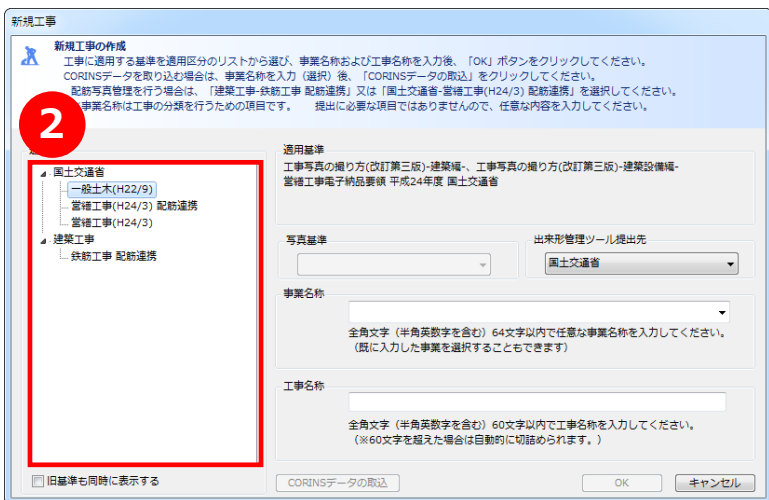 新規工事
新規工事の作成
工事に適用する基準を適用区分のリストから選び、事業名称および工事名称を入力後、「OK」ボタンをクリックしてください。
CORINSデータを取り込む場合は、事業名称を入力（選択）後、「CORINSデータの取込」をクリックしてください。
配筋写真管理を行う場合は、「建築工事-鉄筋工事 配筋連携」又は「国土交通省-営繕工事(H24/3) 配筋連携」を選択してください。
事業名称は工事の分類を行うための項目です。 提出に必要な項目ではありませんので、任意な内容を入力してください。
2
国土交通省
一般土木(H22/9)
営繕工事(H24/3) 配筋連携
営繕工事(H24/3)
建築工事
鉄筋工事 配筋連携
旧基準も同時に表示する
適用基準
工事写真の撮り方(改訂第三版)-建築編-、工事写真の撮り方(改訂第三版)-建築設備編-
営繕工事電子納品要領 平成24年度 国土交通省
写真基準
出来形管理ツール提出先
国土交通省
事業名称
全角文字（半角英数字を含む）64文字以内で任意な事業名称を入力してください。
（既に入力した事業を選択することもできます）
工事名称
全角文字（半角英数字を含む）60文字以内で工事名称を入力してください。
（※60文字を超えた場合は自動的に切詰められます。）
CORINSデータの取込
OK
キャンセル